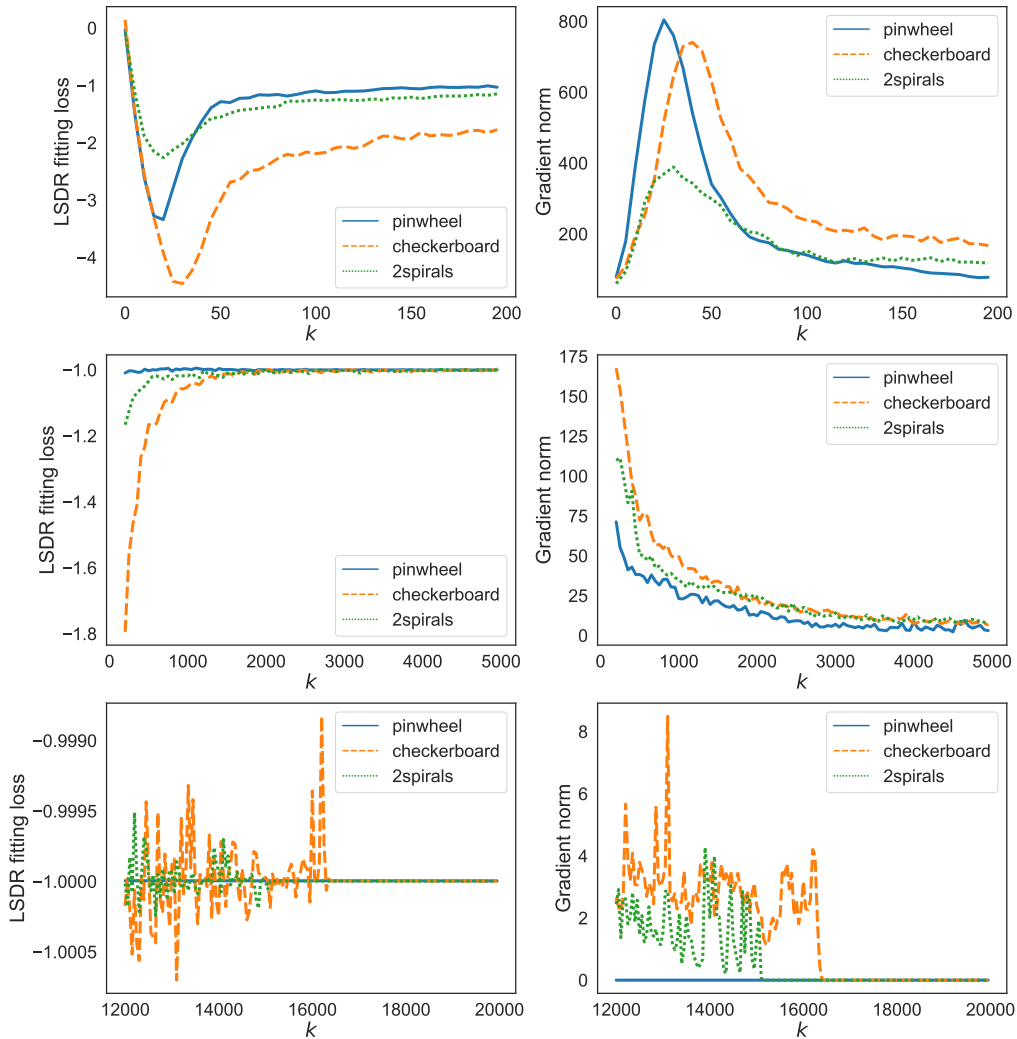 0
−1
−2
−3
−4
LSDR fitting loss
pinwheel
checkerboard
2spirals
0 50 100 150 200
k
800
600
400
200
Gradient norm
pinwheel
checkerboard
2spirals
0 50 100 150 200
k
−1.0
−1.2
−1.4
−1.6
−1.8
LSDR fitting loss
pinwheel
checkerboard
2spirals
0 1000 2000 3000 4000 5000
k
175
150
125
100
75
50
25
0
Gradient norm
pinwheel
checkerboard
2spirals
0 1000 2000 3000 4000 5000
k
−0.9990
−0.9995
−1.0000
−1.0005
LSDR fitting loss
pinwheel
checkerboard
2spirals
12000 14000 16000 18000 20000
k
8
6
4
2
0
Gradient norm
pinwheel
checkerboard
2spirals
12000 14000 16000 18000 20000
k